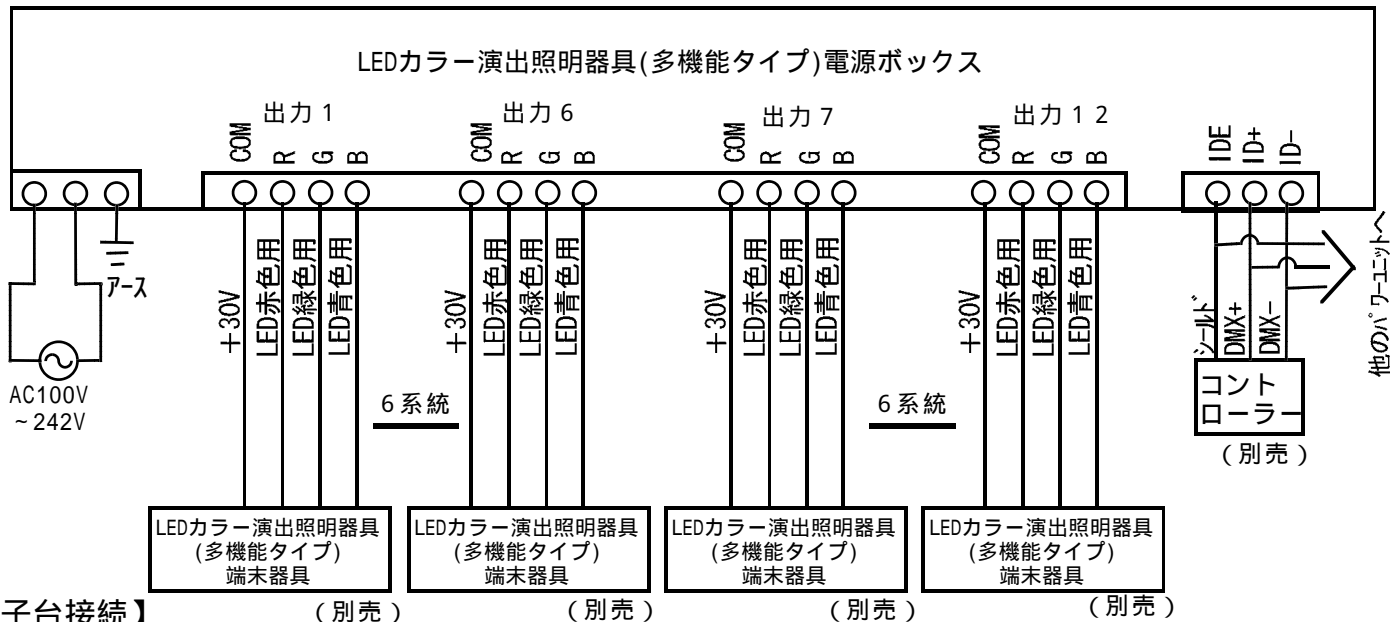 LEDカラー演出照明器具(多機能タイプ)電源ボックス
出力1
出力6
出力7
出力12
COM
R
G
B
COM
R
G
B
COM
R
G
B
COM
R
G
B
IDE
ID+
ID-
アース
AC100V
~242V
+30V
LED赤色用
LED緑色用
LED青色用
+30V
LED赤色用
LED緑色用
LED青色用
+30V
LED赤色用
LED緑色用
LED青色用
+30V
LED赤色用
LED緑色用
LED青色用
シールド
DMX+
DMX-
他のパワーユニットへ
6系統
6系統
コント
ローラー
(別売)
LEDカラー演出照明器具
(多機能タイプ)
端末器具
LEDカラー演出照明器具
(多機能タイプ)
端末器具
LEDカラー演出照明器具
(多機能タイプ)
端末器具
LEDカラー演出照明器具
(多機能タイプ)
端末器具
(別売)
(別売)
(別売)
(別売)
子台接続】